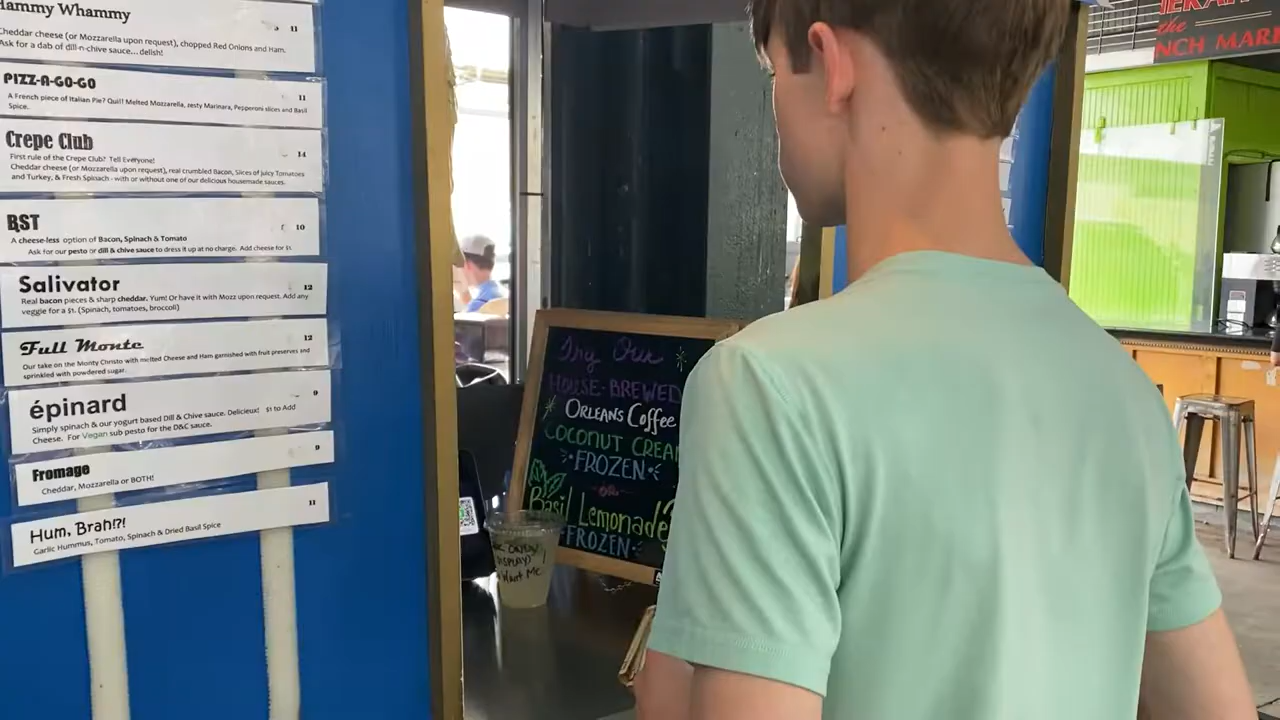 Hammy Whammy
11
Cheddar cheese (or Mozzarella upon request), chopped Red Onions and Ham.
Ask for a dab of dill-n-chive sauce... delish!
PIZZ-A-GO-GO
11
A French piece of Italian Pie? Oui!! Melted Mozzarella, zesty Marinara, Pepperoni slices and Basil
Spice.
Crepe Club
14
First rule of the Crepe Club? Tell Everyone!
Cheddar cheese (or Mozzarella upon request), real crumbled Bacon, Slices of juicy Tomatoes
and Turkey, & Fresh Spinach - with or without one of our delicious housemade sauces.
BST
10
A cheese-less option of Bacon, Spinach & Tomato
Ask for our pesto or dill & chive sauce to dress it up at no charge. Add cheese for $1.
Salivator
12
Real bacon pieces & sharp cheddar. Yum! Or have it with Mozz upon request. Add any
veggie for a $1. (Spinach, tomatoes, broccoli)
Full Monte
12
Our take on the Monty Christo with melted Cheese and Ham garnished with fruit preserves and
sprinkled with powdered sugar.
épinard
9
Simply spinach & our yogurt based Dill & Chive sauce. Delicieux! $1 to Add
Cheese. For Vegan sub pesto for the D&C sauce.
Fromage
9
Cheddar, Mozzarella or BOTH!
Hum, Brah!?!
11
Garlic Hummus, Tomato, Spinach & Dried Basil Spice
Try Our
HOUSE-BREWED
ORLEANS Coffee
COCONUT CREA
FROZEN
OR
Basil Lemonade
FROZEN
DISPLAY)
Want Me
the
NCH MARK